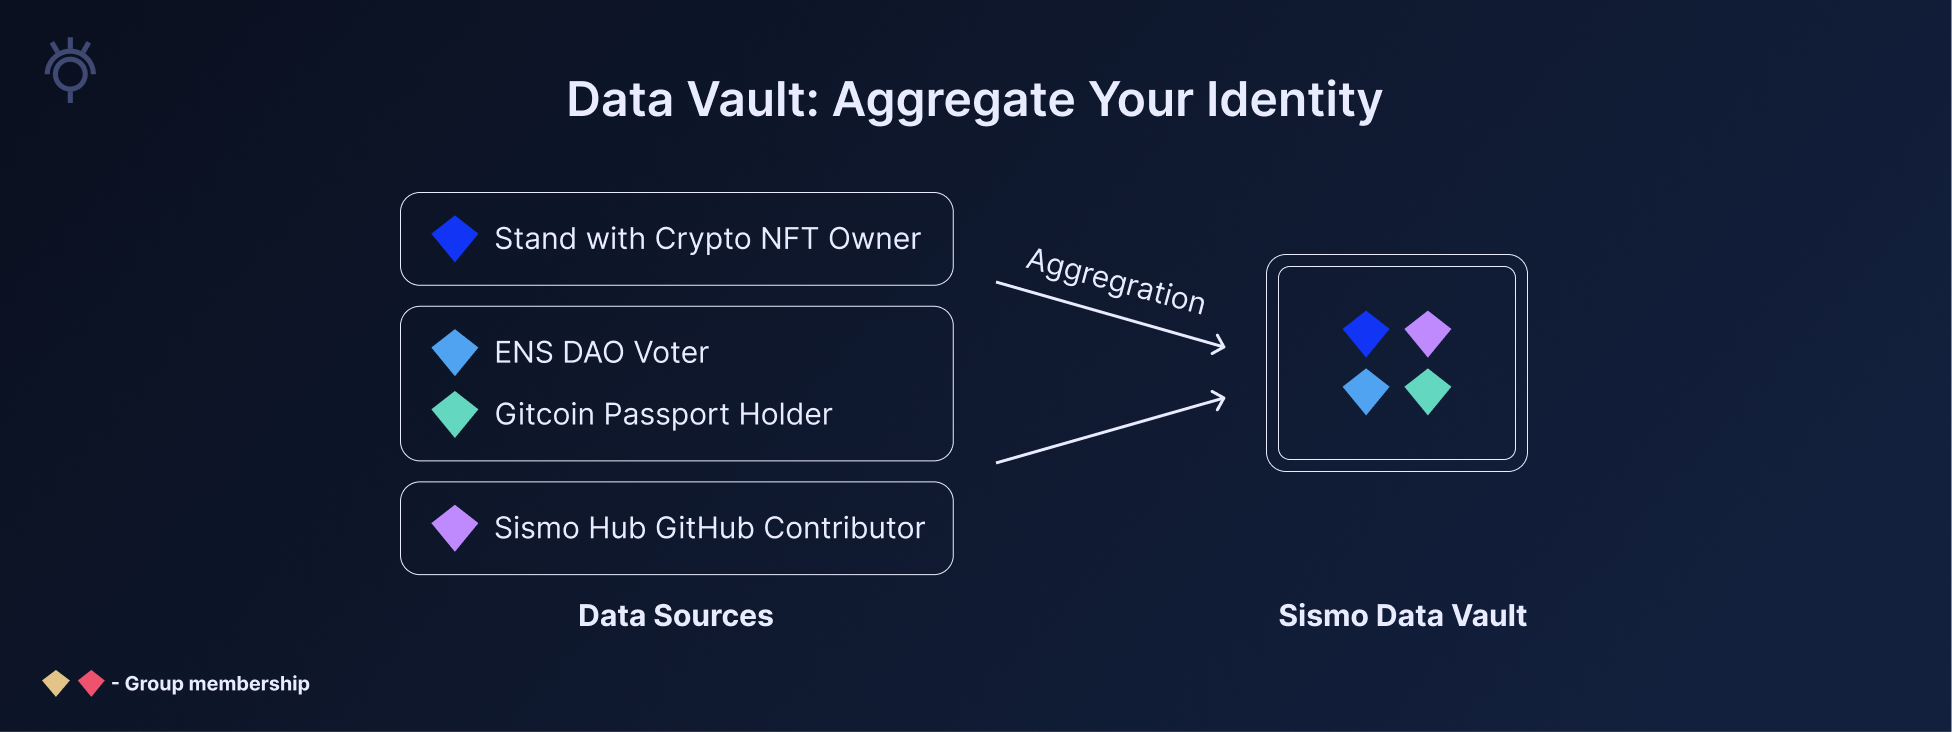 Data Vault: Aggregate Your Identity
Stand with Crypto NFT Owner
ENS DAO Voter
Gitcoin Passport Holder
Sismo Hub GitHub Contributor
Data Sources
Aggregration
Sismo Data Vault
- Group membership